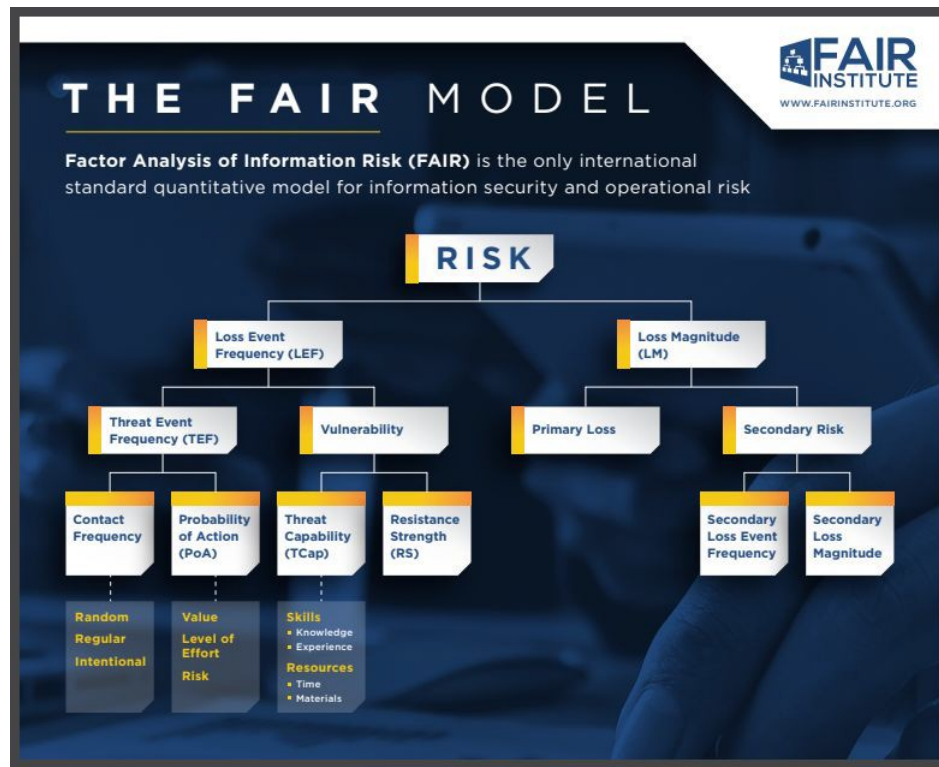 FAIR
INSTITUTE
WWW.FAIRINSTITUTE.ORG
THE FAIR MODEL
Factor Analysis of Information Risk (FAIR) is the only international
standard quantitative model for information security and operational risk
RISK
Loss Event
Frequency (LEF)
Loss Magnitude
(LM)
Threat Event
Frequency (TEF)
Vulnerability
Primary Loss
Secondary Risk
Contact
Frequency
Probability
of Action
(PoA)
Threat
Capability
(TCap)
Resistance
Strength
(RS)
Secondary
Loss Event
Frequency
Secondary
Loss
Magnitude
Random
Regular
Intentional
Value
Level of
Effort
Risk
Skills
▪ Knowledge
▪ Experience
Resources
▪ Time
▪ Materials